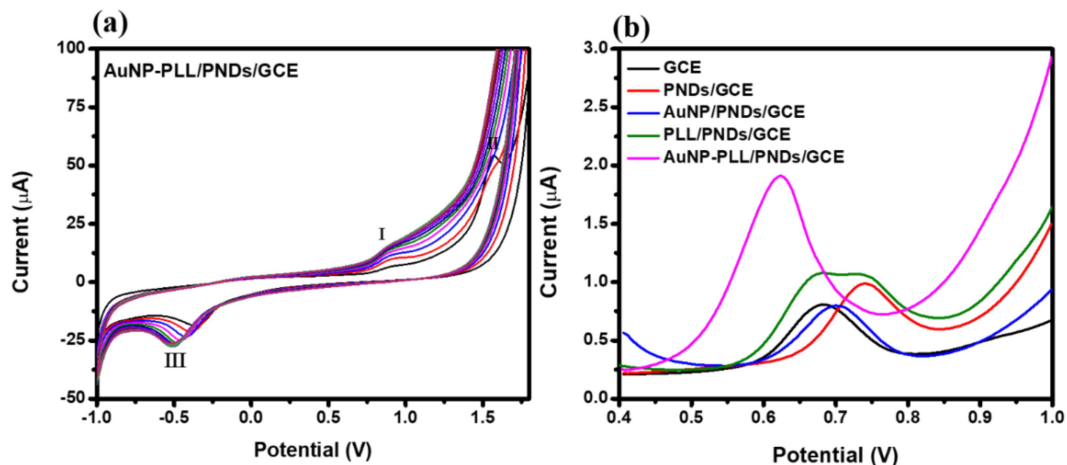 (a)
AuNP-PLL/PNDs/GCE
I
II
III
100
75
50
25
0
-25
-50
-1.0 -0.5 0.0 0.5 1.0 1.5
Current (μA)
Potential (V)
(b)
GCE
PNDs/GCE
AuNP/PNDs/GCE
PLL/PNDs/GCE
AuNP-PLL/PNDs/GCE
3.0
2.5
2.0
1.5
1.0
0.5
0.0
0.4 0.5 0.6 0.7 0.8 0.9 1.0
Current (μA)
Potential (V)